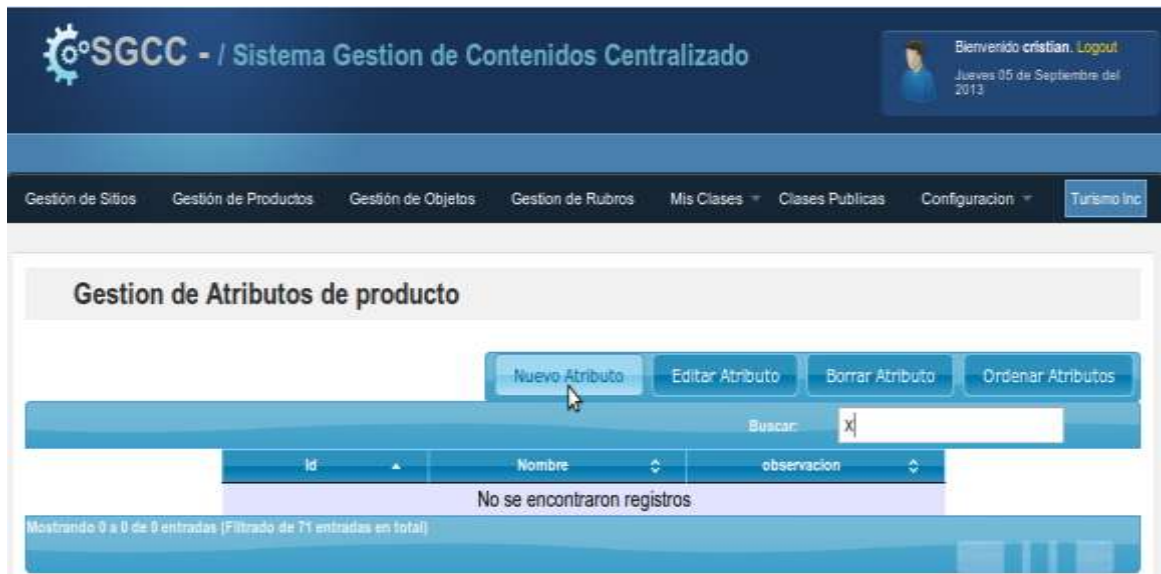 SGCC - / Sistema Gestion de Contenidos Centralizado
Bienvenido cristian. Logout
Jueves 05 de Septiembre del
2013
Gestión de Sitios Gestión de Productos Gestión de Objetos Gestion de Rubros Mis Clases Clases Publicas Configuracion Turismo Inc
Gestion de Atributos de producto
Nuevo Atributo Editar Atributo Borrar Atributo Ordenar Atributos
Buscar: x
Id Nombre observacion
No se encontraron registros
Mostrando 0 a 0 de 0 entradas (Filtrado de 71 entradas en total)